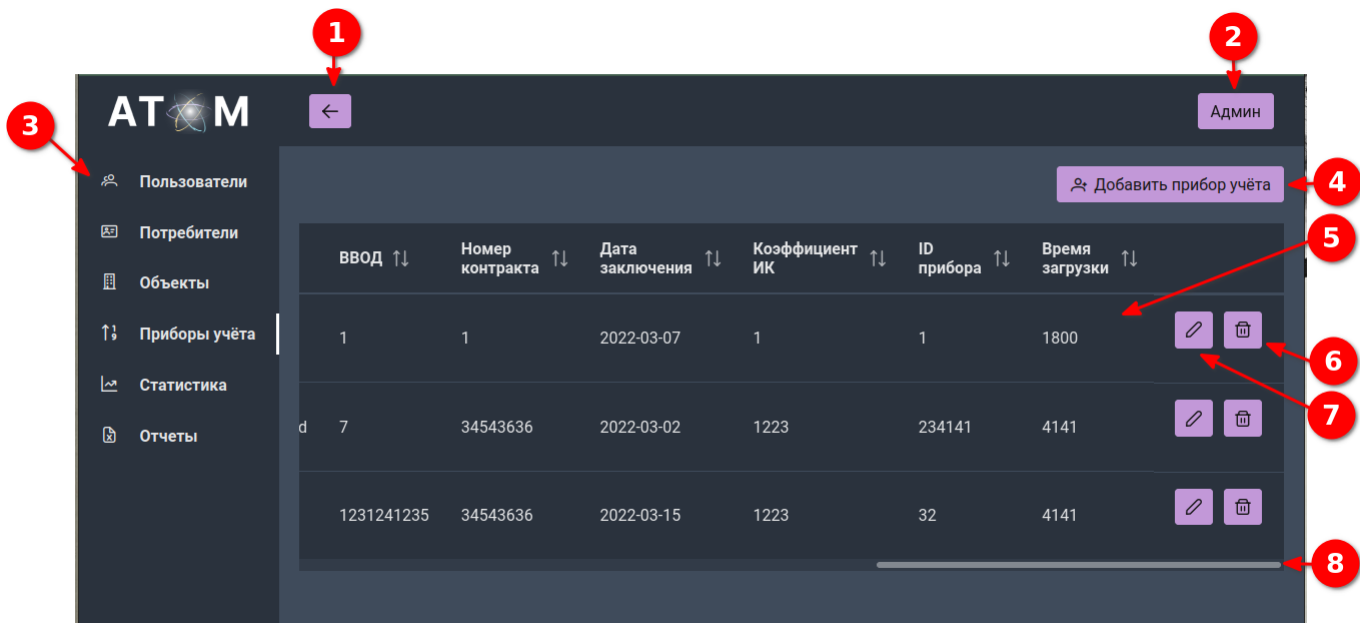 1
2
АТОМ
Админ
3
Пользователи
Добавить прибор учёта
4
Потребители
5
ВВОД
Номер контракта
Дата заключения
Коэффициент ИК
ID прибора
Время загрузки
Объекты
Приборы учёта
1
1
2022-03-07
1
1
1800
6
Статистика
7
d
7
34543636
2022-03-02
1223
234141
4141
Отчеты
1231241235
34543636
2022-03-15
1223
32
4141
8